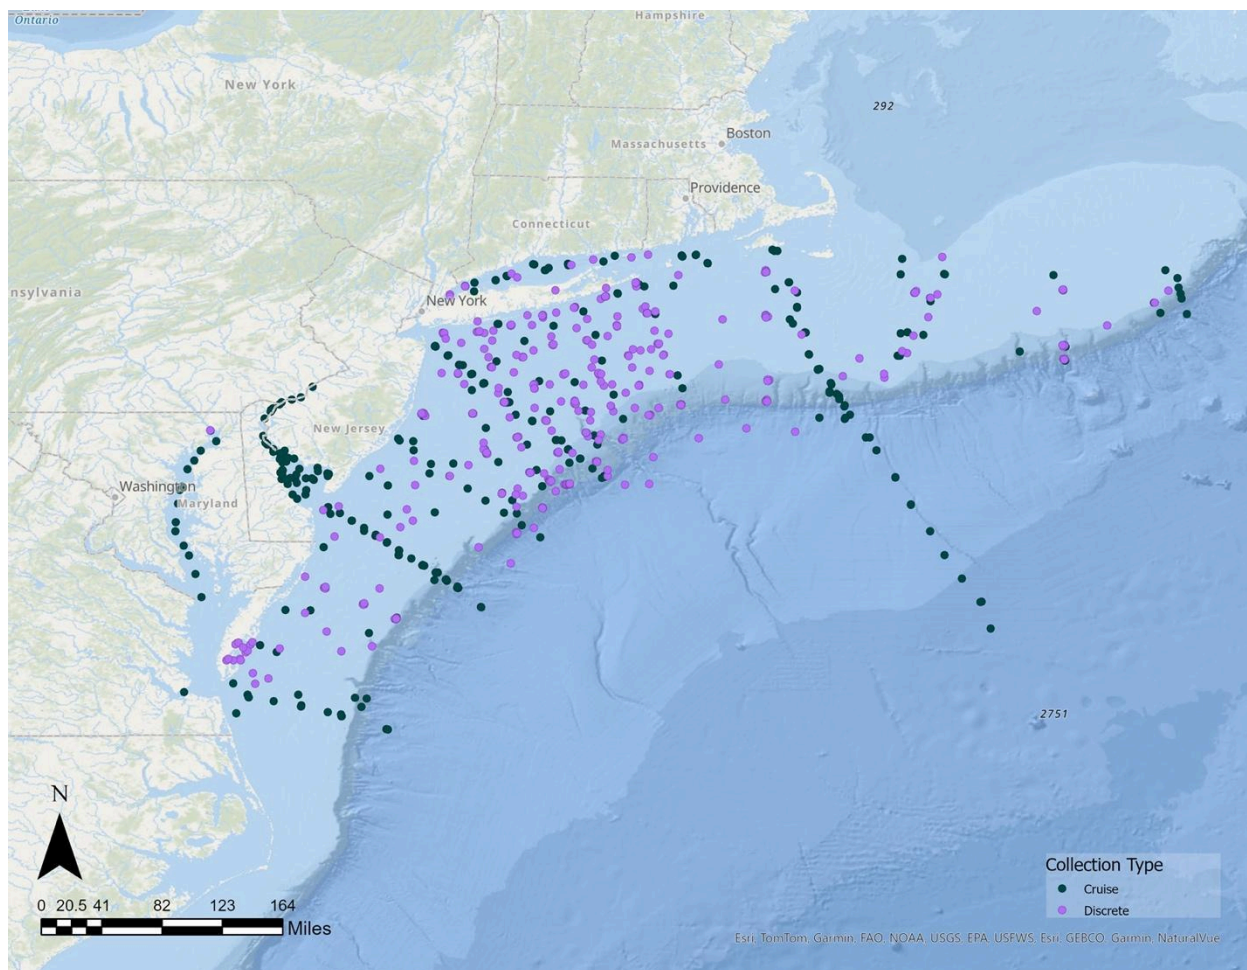 Ontario
Hampshire
New York
292
Boston
Massachusetts
Providence
Connecticut
nsylvania
New York
New Jersey
Washington
Maryland
2751
N
0 20.5 41 82 123 164
Miles
Collection Type
Cruise
Discrete
Esri, TomTom, Garmin, FAO, NOAA, USGS, EPA, USFWS, Esri, GEBCO, Garmin, NaturalVue